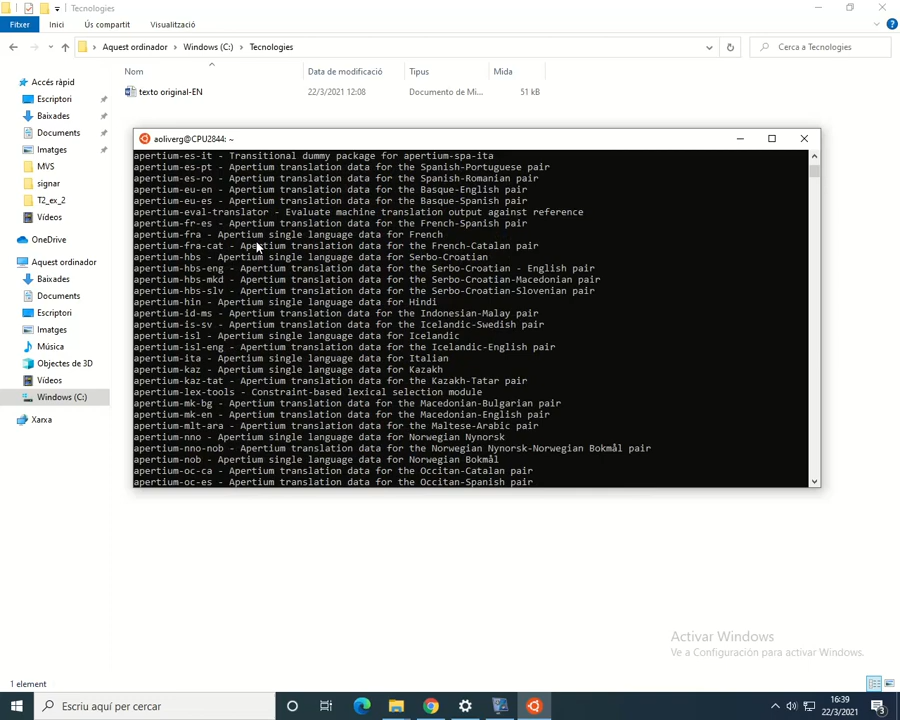 Tecnologies
Fitxer
Inici
Ús compartit
Visualització
Aquest ordinador
Windows (C:)
Tecnologies
Cerca a Tecnologies
Nom
Data de modificació
Tipus
Mida
texto original-EN
22/3/2021 12:08
Documento de Mi...
51 kB
Accés ràpid
Escriptori
Baixades
Documents
Imatges
MVS
signar
T2_ex_2
Vídeos
OneDrive
Aquest ordinador
Baixades
Documents
Escriptori
Imatges
Música
Objectes de 3D
Vídeos
Windows (C:)
Xarxa
aoliverg@CPU2844: ~
apertium-es-it - Transitional dummy package for apertium-spa-ita
apertium-es-pt - Apertium translation data for the Spanish-Portuguese pair
apertium-es-ro - Apertium translation data for the Spanish-Romanian pair
apertium-eu-en - Apertium translation data for the Basque-English pair
apertium-eu-es - Apertium translation data for the Basque-Spanish pair
apertium-eval-translator - Evaluate machine translation output against reference
apertium-fr-es - Apertium translation data for the French-Spanish pair
apertium-fra - Apertium single language data for French
apertium-fra-cat - Apertium translation data for the French-Catalan pair
apertium-hbs - Apertium single language data for Serbo-Croatian
apertium-hbs-eng - Apertium translation data for the Serbo-Croatian - English pair
apertium-hbs-mkd - Apertium translation data for the Serbo-Croatian-Macedonian pair
apertium-hbs-slv - Apertium translation data for the Serbo-Croatian-Slovenian pair
apertium-hin - Apertium single language data for Hindi
apertium-id-ms - Apertium translation data for the Indonesian-Malay pair
apertium-is-sv - Apertium translation data for the Icelandic-Swedish pair
apertium-isl - Apertium single language data for Icelandic
apertium-isl-eng - Apertium translation data for the Icelandic-English pair
apertium-ita - Apertium single language data for Italian
apertium-kaz - Apertium single language data for Kazakh
apertium-kaz-tat - Apertium translation data for the Kazakh-Tatar pair
apertium-lex-tools - Constraint-based lexical selection module
apertium-mk-bg - Apertium translation data for the Macedonian-Bulgarian pair
apertium-mk-en - Apertium translation data for the Macedonian-English pair
apertium-mlt-ara - Apertium translation data for the Maltese-Arabic pair
apertium-nno - Apertium single language data for Norwegian Nynorsk
apertium-nno-nob - Apertium translation data for the Norwegian Nynorsk-Norwegian Bokmål pair
apertium-nob - Apertium single language data for Norwegian Bokmål
apertium-oc-ca - Apertium translation data for the Occitan-Catalan pair
apertium-oc-es - Apertium translation data for the Occitan-Spanish pair
Activar Windows
Ve a Configuración para activar Windows.
1 element
Escriu aquí per cercar
16:39
22/3/2021
3